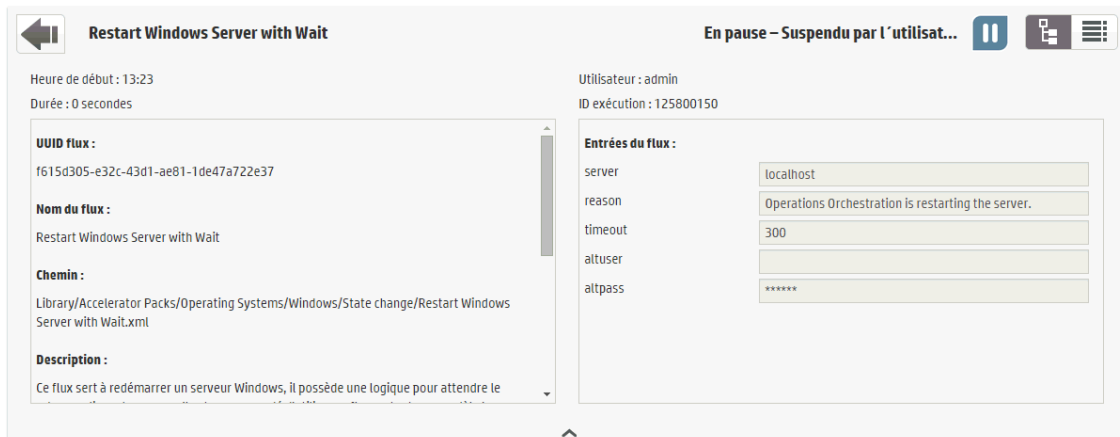 Restart Windows Server with Wait
En pause – Suspendu par l´utilisat...
Heure de début : 13:23
Durée : 0 secondes
Utilisateur : admin
ID exécution : 125800150
UUID flux :
f615d305-e32c-43d1-ae81-1de47a722e37
Nom du flux :
Restart Windows Server with Wait
Chemin :
Library/Accelerator Packs/Operating Systems/Windows/State change/Restart Windows
Server with Wait.xml
Description :
Ce flux sert à redémarrer un serveur Windows, il possède une logique pour attendre le
Entrées du flux :
server localhost
reason Operations Orchestration is restarting the server.
timeout 300
altuser
altpass ******